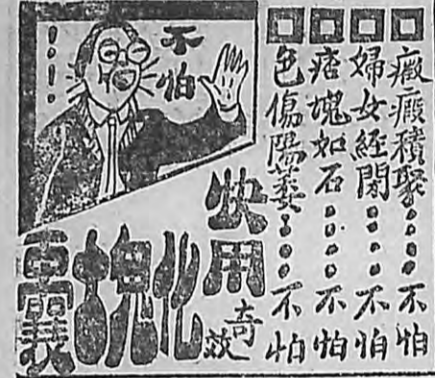 癥瘕積聚••••不怕
婦女經閉••••不怕
痞塊如石••••不怕
色傷陽萎••••不怕
不怕
快用
奇效
化塊